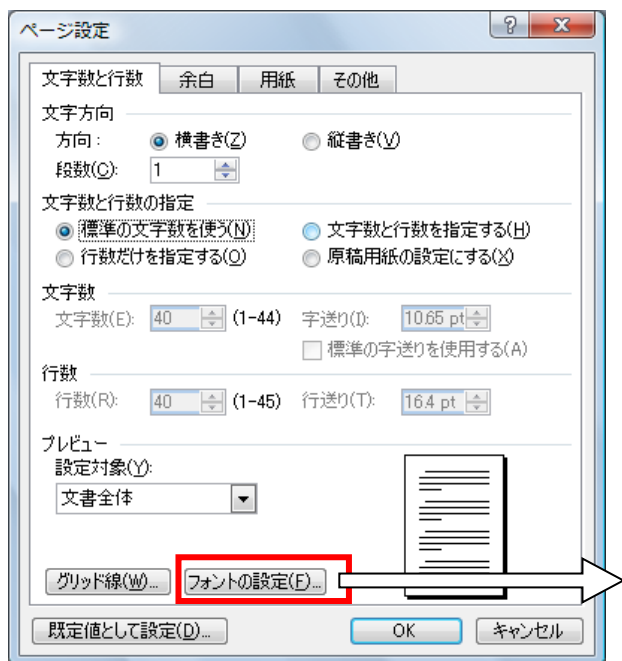 ページ設定
文字数と行数 余白 用紙 その他
文字方向
方向: 横書き(Z) 縦書き(V)
段数(C): 1
文字数と行数の指定
標準の文字数を使う(N) 文字数と行数を指定する(H)
行数だけを指定する(O) 原稿用紙の設定にする(X)
文字数
文字数(E): 40 (1-44) 字送り(I): 10.65 pt
標準の字送りを使用する(A)
行数
行数(R): 40 (1-45) 行送り(T): 16.4 pt
プレビュー
設定対象(Y):
文書全体
グリッド線(W)... フォントの設定(F)...
既定値として設定(D)... OK キャンセル